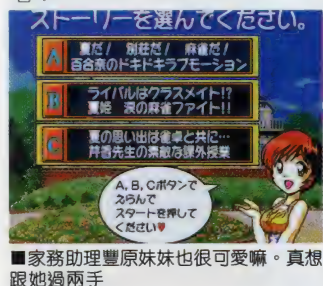 ストーリーを選んでください。
A
夏だ！ 別荘だ！ 麻雀だ！
百合奈のドキドキラブモーション
B
ライバルはクラスメイト!?
夏姫 涙の麻雀ファイト!!
C
夏の思い出は雀卓と共に…
芹香先生の素敵な課外授業
A, B, Cボタンで
えらんで
スタートを押して
ください♥
■家務助理豐原妹妹也很可愛嘛。真想
跟她過兩手